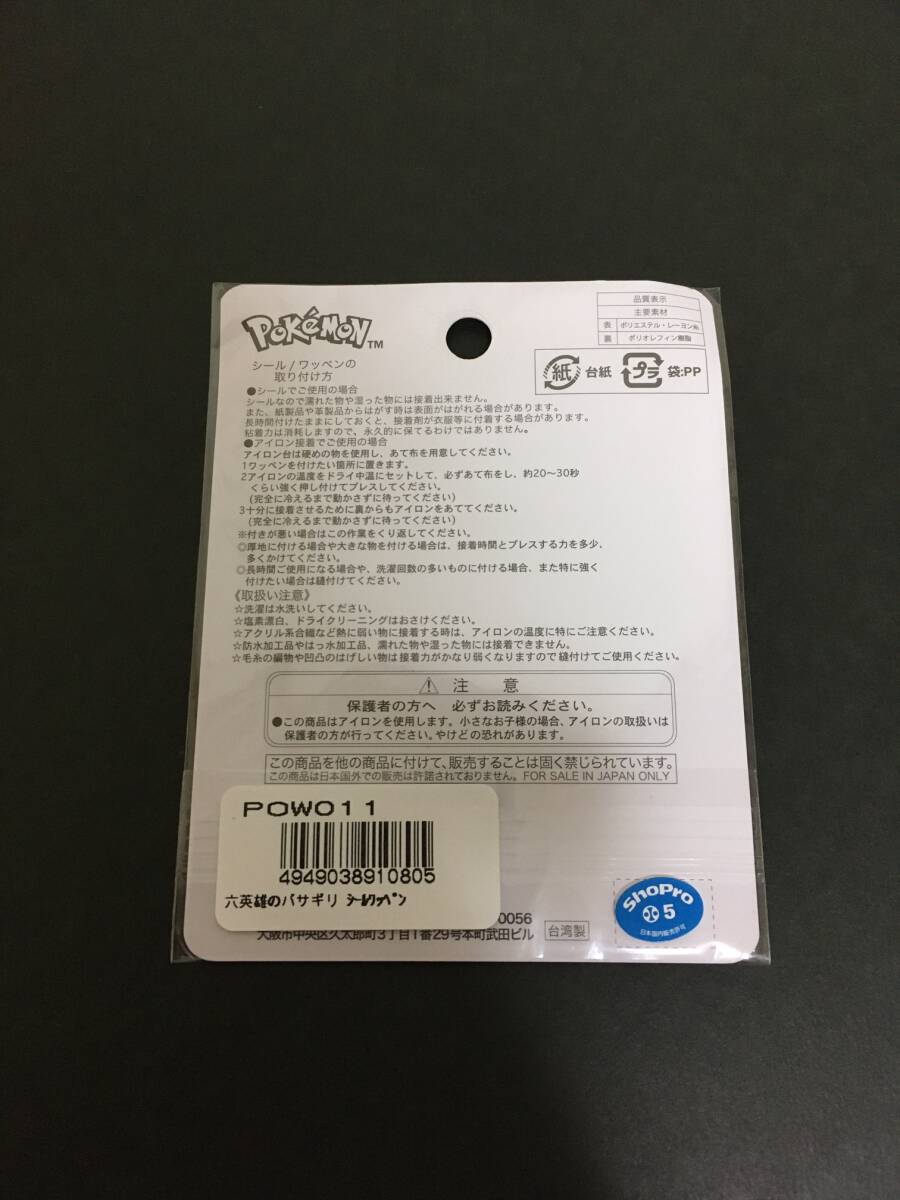 POKéMON TM
シール / ワッペンの
取り付け方
品質表示
主要素材
表 ポリエステル・レーヨン糸
裏 ポリオレフィン樹脂
紙 台紙 プラ 袋:PP
●シールでご使用の場合
シールなので濡れた物や湿った物には接着出来ません。
また、紙製品や革製品からはがす時は表面がはがれる場合があります。
長時間付けたままにしておくと、接着剤が衣服等に付着する場合があります。
粘着力は消耗しますので、永久的に保てるわけではありません。
●アイロン接着でご使用の場合
アイロン台は硬めの物を使用し、あて布を用意してください。
1ワッペンを付けたい箇所に置きます。
2アイロンの温度をドライ中温にセットして、必ずあて布をし、約20〜30秒
くらい強く押し付けてプレスしてください。
(完全に冷えるまで動かさずに待ってください)
3十分に接着させるために裏からもアイロンをあててください。
(完全に冷えるまで動かさずに待ってください)
※付きが悪い場合はこの作業をくり返してください。
◎厚地に付ける場合や大きな物を付ける場合は、接着時間とプレスする力を多少、
多くかけてください。
◎長時間ご使用になる場合や、洗濯回数の多いものに付ける場合、また特に強く
付けたい場合は縫付けてください。
《取扱い注意》
☆洗濯は水洗いしてください。
☆塩素漂白、ドライクリーニングはおさけください。
☆アクリル系合繊など熱に弱い物に接着する時は、アイロンの温度に特にご注意ください。
☆防水加工品やはっ水加工品、濡れた物や湿った物には接着できません。
☆毛糸の編物や凹凸のはげしい物は接着力がかなり弱くなりますので縫付けてご使用ください。
⚠ 注 意
保護者の方へ 必ずお読みください。
●この商品はアイロンを使用します。小さなお子様の場合、アイロンの取扱いは
保護者の方が行ってください。やけどの恐れがあります。
この商品を他の商品に付けて、販売することは固く禁じられています。
この商品は日本国外での販売は許諾されておりません。FOR SALE IN JAPAN ONLY
POW011
4949038910805
六英雄のバサギリ シールワッペン
ShoPro
5
日本国内販売許可
0056
大阪市中央区久太郎町3丁目1番29号本町武田ビル 台湾製